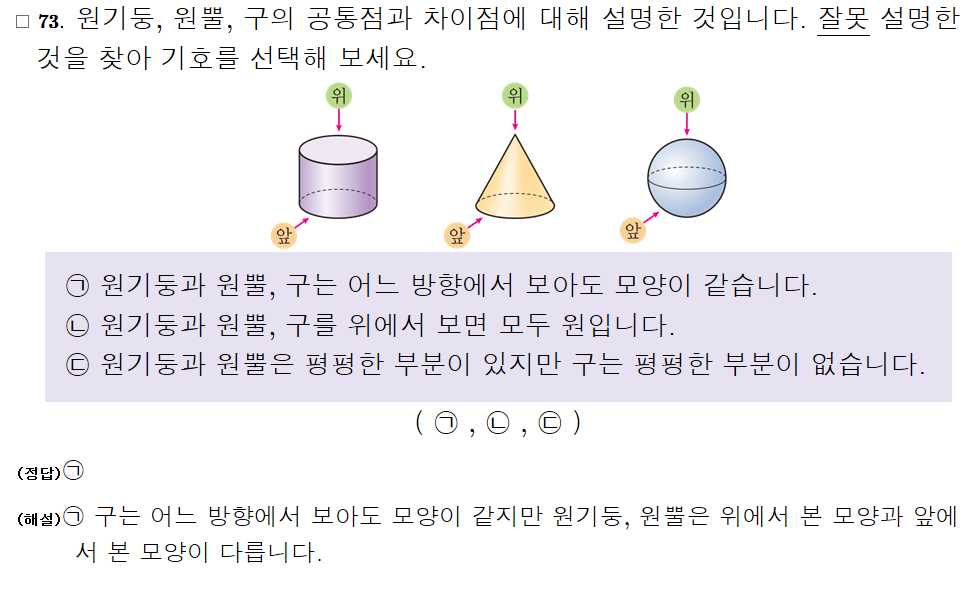 □ 73. 원기둥, 원뿔, 구의 공통점과 차이점에 대해 설명한 것입니다. 잘못 설명한
것을 찾아 기호를 선택해 보세요.
위 위 위
앞 앞 앞
㉠ 원기둥과 원뿔, 구는 어느 방향에서 보아도 모양이 같습니다.
㉡ 원기둥과 원뿔, 구를 위에서 보면 모두 원입니다.
㉢ 원기둥과 원뿔은 평평한 부분이 있지만 구는 평평한 부분이 없습니다.
( ㉠ , ㉡ , ㉢ )
(정답)㉠
(해설)㉠ 구는 어느 방향에서 보아도 모양이 같지만 원기둥, 원뿔은 위에서 본 모양과 앞에
서 본 모양이 다릅니다.